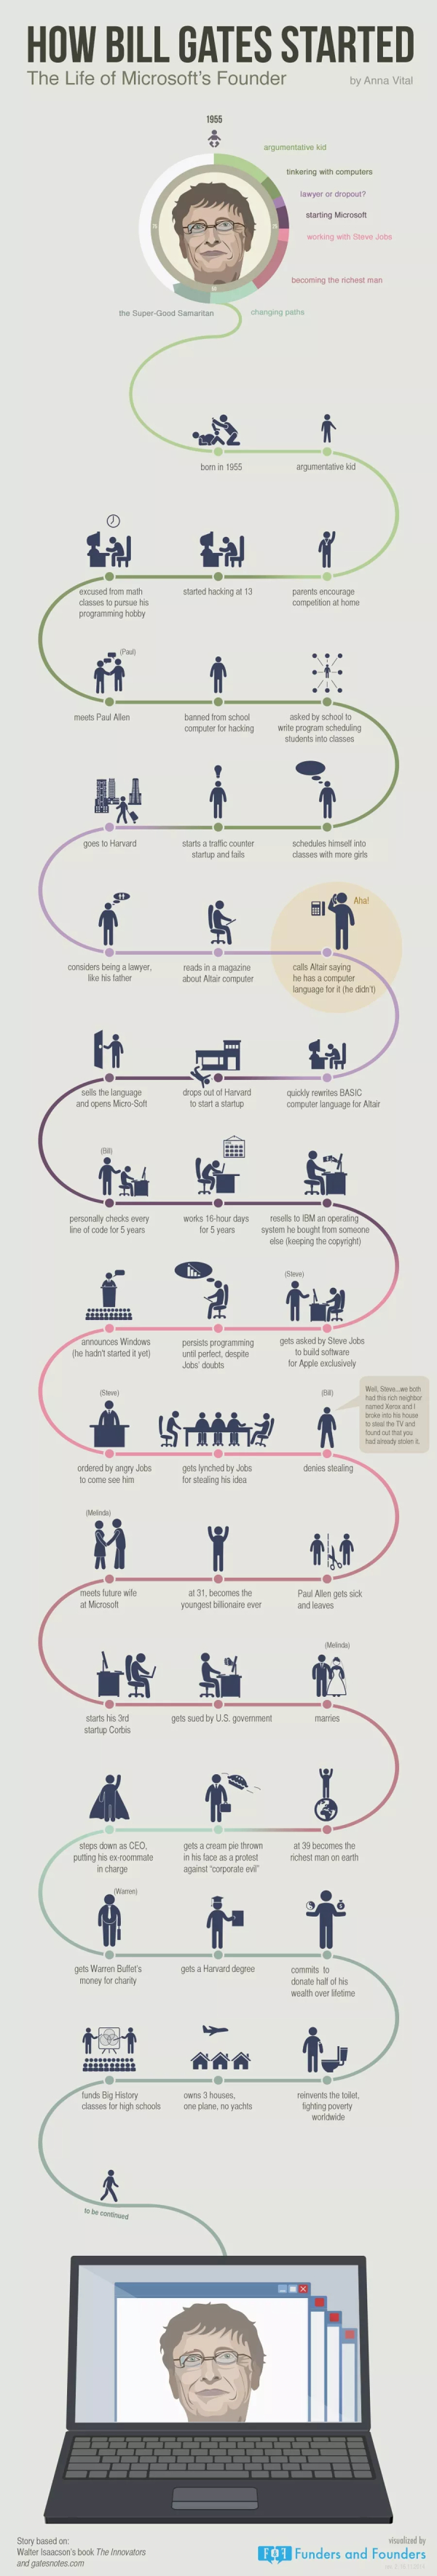 HOW BILL GATES STARTED
The Life of Microsoft's Founder
by Anna Vital
1955
argumentative kid
tinkering with computers
lawyer or dropout?
starting Microsoft
working with Steve Jobs
becoming the richest man
changing paths
the Super-Good Samaritan
born in 1955
argumentative kid
parents encourage
competition at home
started hacking at 13
excused from math
classes to pursue his
programming hobby
(Paul)
meets Paul Allen
banned from school
computer for hacking
asked by school to
write program scheduling
students into classes
schedules himself into
classes with more girls
starts a traffic counter
startup and fails
goes to Harvard
considers being a lawyer,
like his father
reads in a magazine
about Altair computer
Aha!
calls Altair saying
he has a computer
language for it (he didn't)
quickly rewrites BASIC
computer language for Altair
drops out of Harvard
to start a startup
sells the language
and opens Micro-Soft
(Bill)
personally checks every
line of code for 5 years
works 16-hour days
for 5 years
resells to IBM an operating
system he bought from someone
else (keeping the copyright)
(Steve)
gets asked by Steve Jobs
to build software
for Apple exclusively
persists programming
until perfect, despite
Jobs' doubts
announces Windows
(he hadn't started it yet)
(Steve)
ordered by angry Jobs
to come see him
gets lynched by Jobs
for stealing his idea
(Bill)
denies stealing
Well, Steve...we both
had this rich neighbor
named Xerox and I
broke into his house
to steal the TV and
found out that you
had already stolen it.
Paul Allen gets sick
and leaves
at 31, becomes the
youngest billionaire ever
(Melinda)
meets future wife
at Microsoft
starts his 3rd
startup Corbis
gets sued by U.S. government
(Melinda)
marries
at 39 becomes the
richest man on earth
gets a cream pie thrown
in his face as a protest
against "corporate evil"
steps down as CEO,
putting his ex-roommate
in charge
(Warren)
gets Warren Buffet's
money for charity
gets a Harvard degree
commits to
donate half of his
wealth over lifetime
reinvents the toilet,
fighting poverty
worldwide
owns 3 houses,
one plane, no yachts
funds Big History
classes for high schools
to be continued
Story based on:
Walter Isaacson's book The Innovators
and gatesnotes.com
visualized by
Funders and Founders